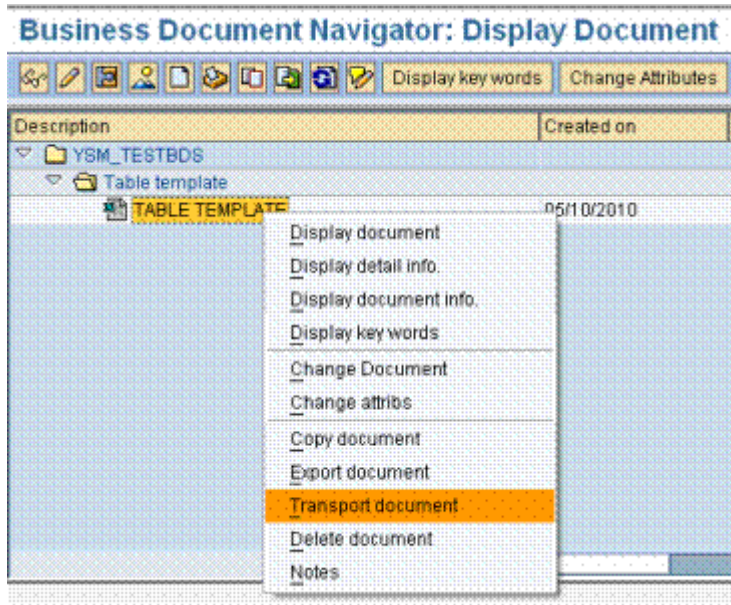 Business Document Navigator: Display Document
Display key words Change Attributes
Description Created on
YSM_TESTBDS
Table template
TABLE TEMPLATE 05/10/2010
Display document
Display detail info.
Display document info.
Display key words
Change Document
Change attribs
Copy document
Export document
Transport document
Delete document
Notes